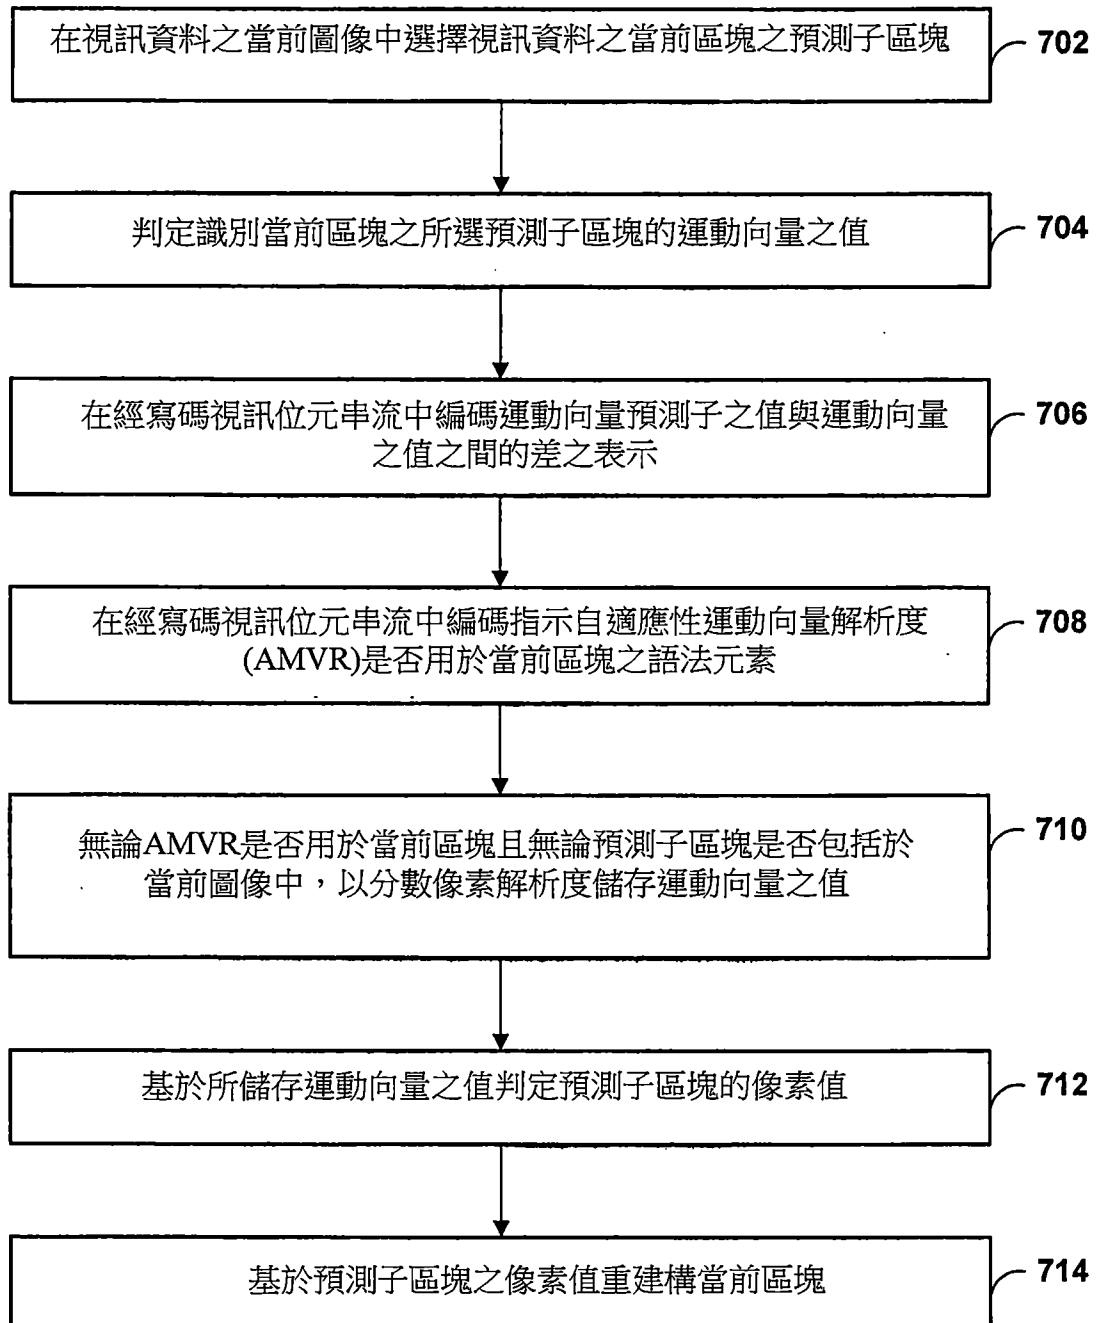 在視訊資料之當前圖像中選擇視訊資料之當前區塊之預測子區塊
702
判定識別當前區塊之所選預測子區塊的運動向量之值
704
在經寫碼視訊位元串流中編碼運動向量預測子之值與運動向量
之值之間的差之表示
706
在經寫碼視訊位元串流中編碼指示自適應性運動向量解析度
(AMVR)是否用於當前區塊之語法元素
708
無論AMVR是否用於當前區塊且無論預測子區塊是否包括於
當前圖像中，以分數像素解析度儲存運動向量之值
710
基於所儲存運動向量之值判定預測子區塊的像素值
712
基於預測子區塊之像素值重建構當前區塊
714